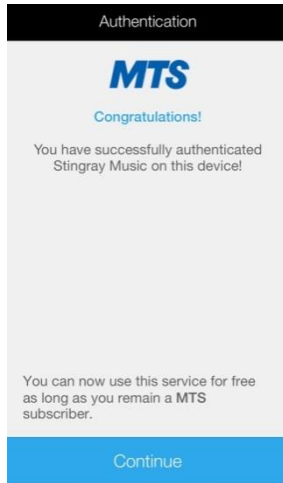 Authentication
MTS
Congratulations!
You have successfully authenticated
Stingray Music on this device!
You can now use this service for free
as long as you remain a MTS
subscriber.
Continue